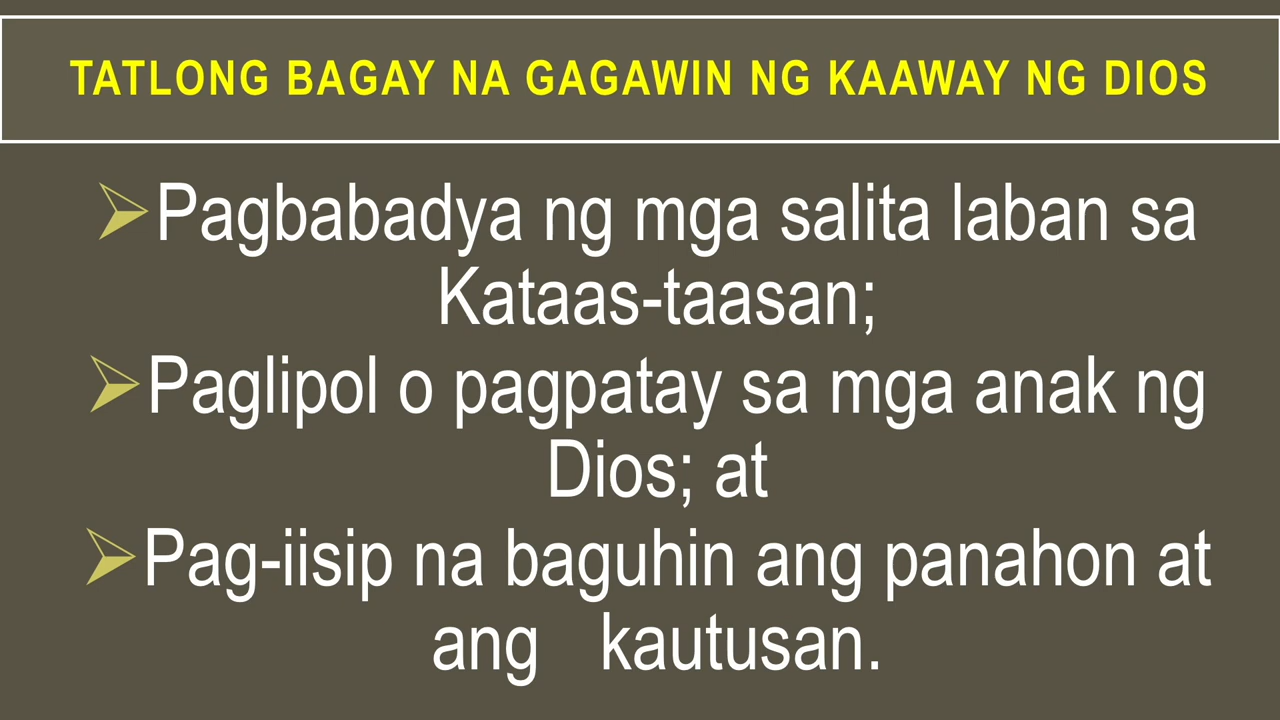 TATLONG BAGAY NA GAGAWIN NG KAAWAY NG DIOS
Pagbabadya ng mga salita laban sa
Kataas-taasan;
Paglipol o pagpatay sa mga anak ng
Dios; at
Pag-iisip na baguhin ang panahon at
ang kautusan.